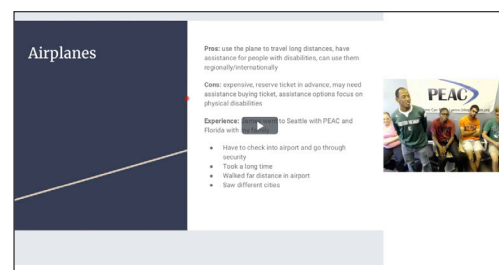 Airplanes
Pros: use the plane to travel long distances, have
assistance for people with disabilities, can use them
regionally/internationally
Cons: expensive, reserve ticket in advance, may need
assistance buying ticket, assistance options focus on
physical disabilities
Experience: to Seattle with PEAC and
Florida with
● Have to check into airport and go through
security
● Took a long time
● Walked far distance in airport
● Saw different cities
PEAC